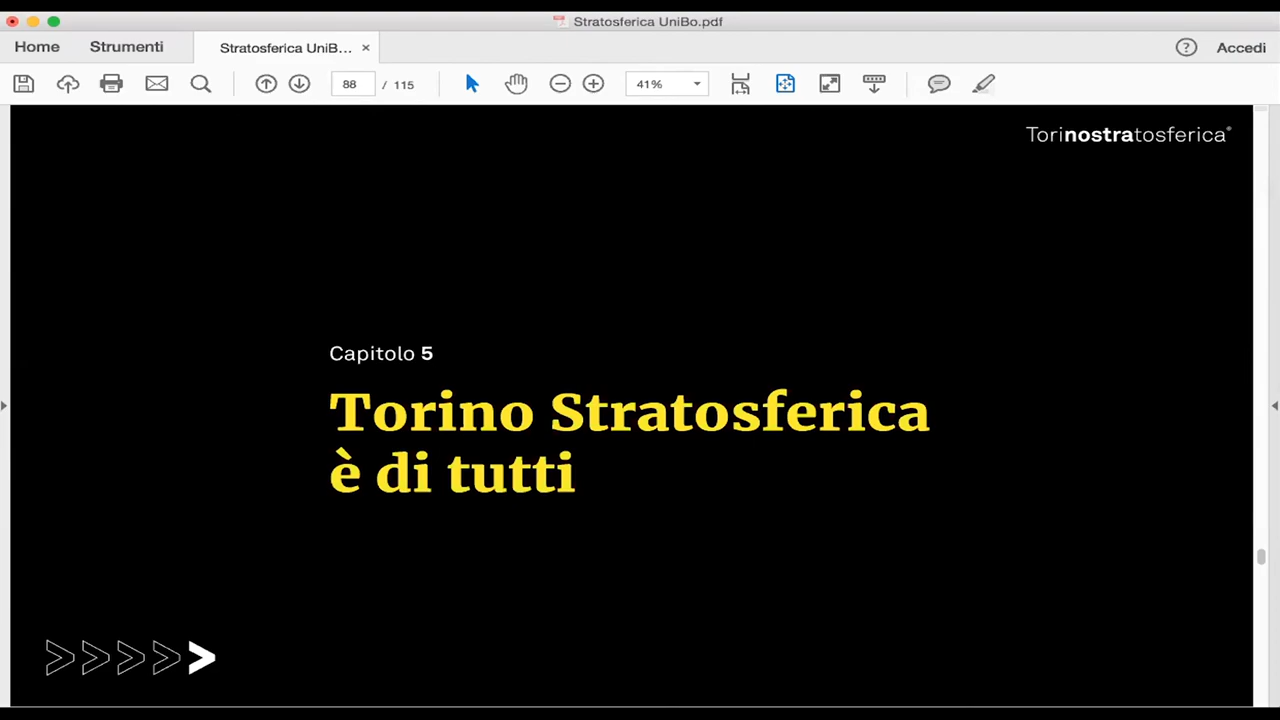 Stratosferica UniBo.pdf
Home
Strumenti
Stratosferica UniB...
×
Accedi
88 / 115
41%
Torinostratosferica®
Capitolo 5
Torino Stratosferica
è di tutti